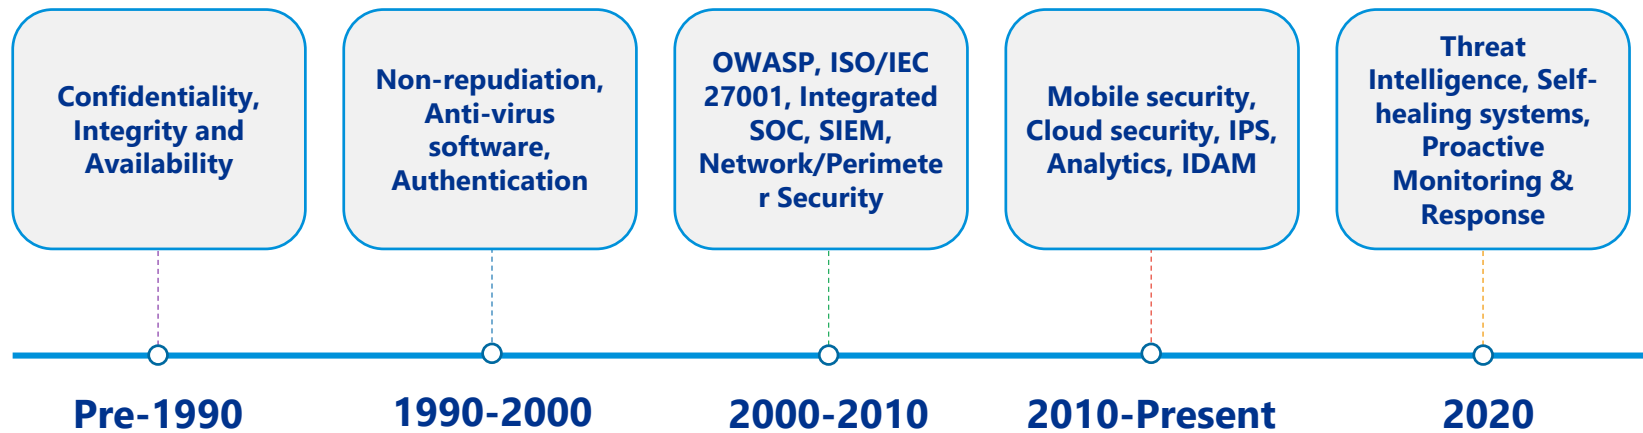 Confidentiality,
Integrity and
Availability
Non-repudiation,
Anti-virus
software,
Authentication
OWASP, ISO/IEC
27001, Integrated
SOC, SIEM,
Network/Perimete
r Security
Mobile security,
Cloud security, IPS,
Analytics, IDAM
Threat
Intelligence, Self-
healing systems,
Proactive
Monitoring &
Response
Pre-1990
1990-2000
2000-2010
2010-Present
2020